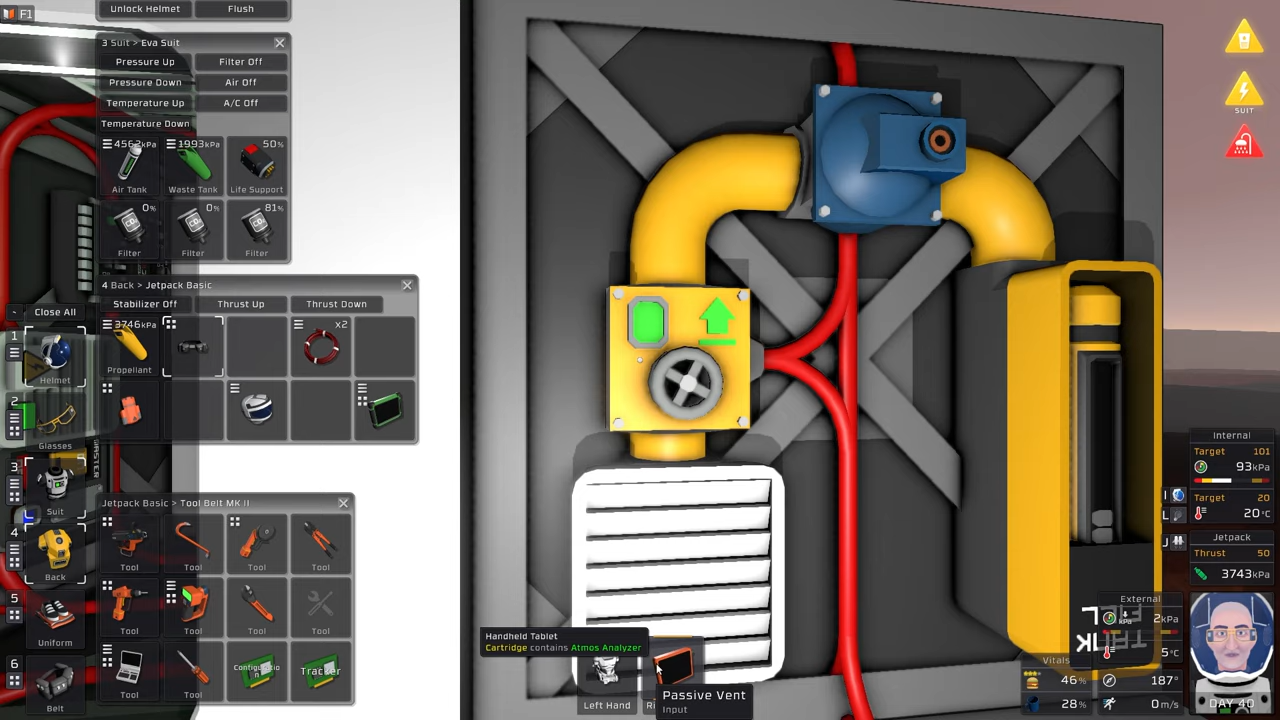 F1
Unlock Helmet
Flush
3 Suit > Eva Suit
Pressure Up
Filter Off
Pressure Down
Air Off
Temperature Up
A/C Off
Temperature Down
4562kPa
1993kPa
50%
Air Tank
Waste Tank
Life Support
0%
0%
81%
Filter
Filter
Filter
4 Back > Jetpack Basic
Stabilizer Off
Thrust Up
Thrust Down
3746kPa
x2
Propellant
~
Close All
1
Helmet
2
Glasses
3
Suit
4
Back
5
Uniform
6
Belt
Jetpack Basic > Tool Belt MK II
Tool
Tool
Tool
Tool
Tool
Tool
Tool
Tool
Tool
Tool
Configuration
Tracker
Handheld Tablet
Cartridge contains Atmos Analyzer
Left Hand
Ri
Passive Vent
Input
SUIT
Internal
Target 101
93kPa
Target 20
20°C
Jetpack
Thrust 50
3743kPa
External
2kPa
5°C
Vitals
46%
187°
28%
0m/s
DAY 40